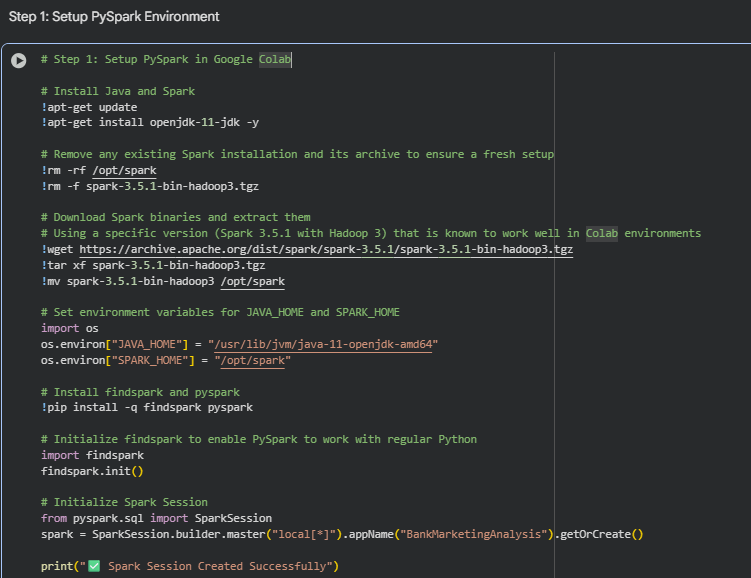 Step 1: Setup PySpark Environment
# Step 1: Setup PySpark in Google Colab
# Install Java and Spark
!apt-get update
!apt-get install openjdk-11-jdk -y
# Remove any existing Spark installation and its archive to ensure a fresh setup
!rm -rf /opt/spark
!rm -f spark-3.5.1-bin-hadoop3.tgz
# Download Spark binaries and extract them
# Using a specific version (Spark 3.5.1 with Hadoop 3) that is known to work well in Colab environments
!wget https://archive.apache.org/dist/spark/spark-3.5.1/spark-3.5.1-bin-hadoop3.tgz
!tar xf spark-3.5.1-bin-hadoop3.tgz
!mv spark-3.5.1-bin-hadoop3 /opt/spark
# Set environment variables for JAVA_HOME and SPARK_HOME
import os
os.environ["JAVA_HOME"] = "/usr/lib/jvm/java-11-openjdk-amd64"
os.environ["SPARK_HOME"] = "/opt/spark"
# Install findspark and pyspark
!pip install -q findspark pyspark
# Initialize findspark to enable PySpark to work with regular Python
import findspark
findspark.init()
# Initialize Spark Session
from pyspark.sql import SparkSession
spark = SparkSession.builder.master("local[*]").appName("BankMarketingAnalysis").getOrCreate()
print("✅ Spark Session Created Successfully")